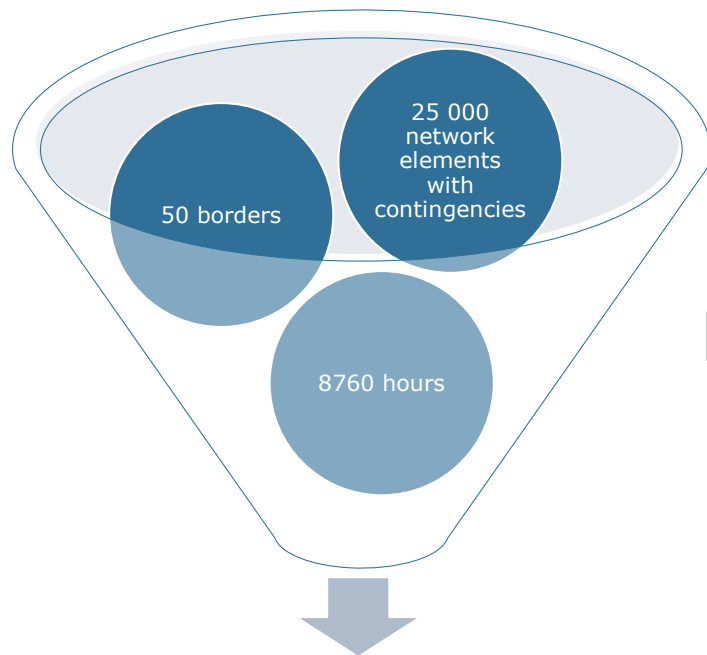 25 000
network
elements
with
contingencies
50 borders
8760 hours